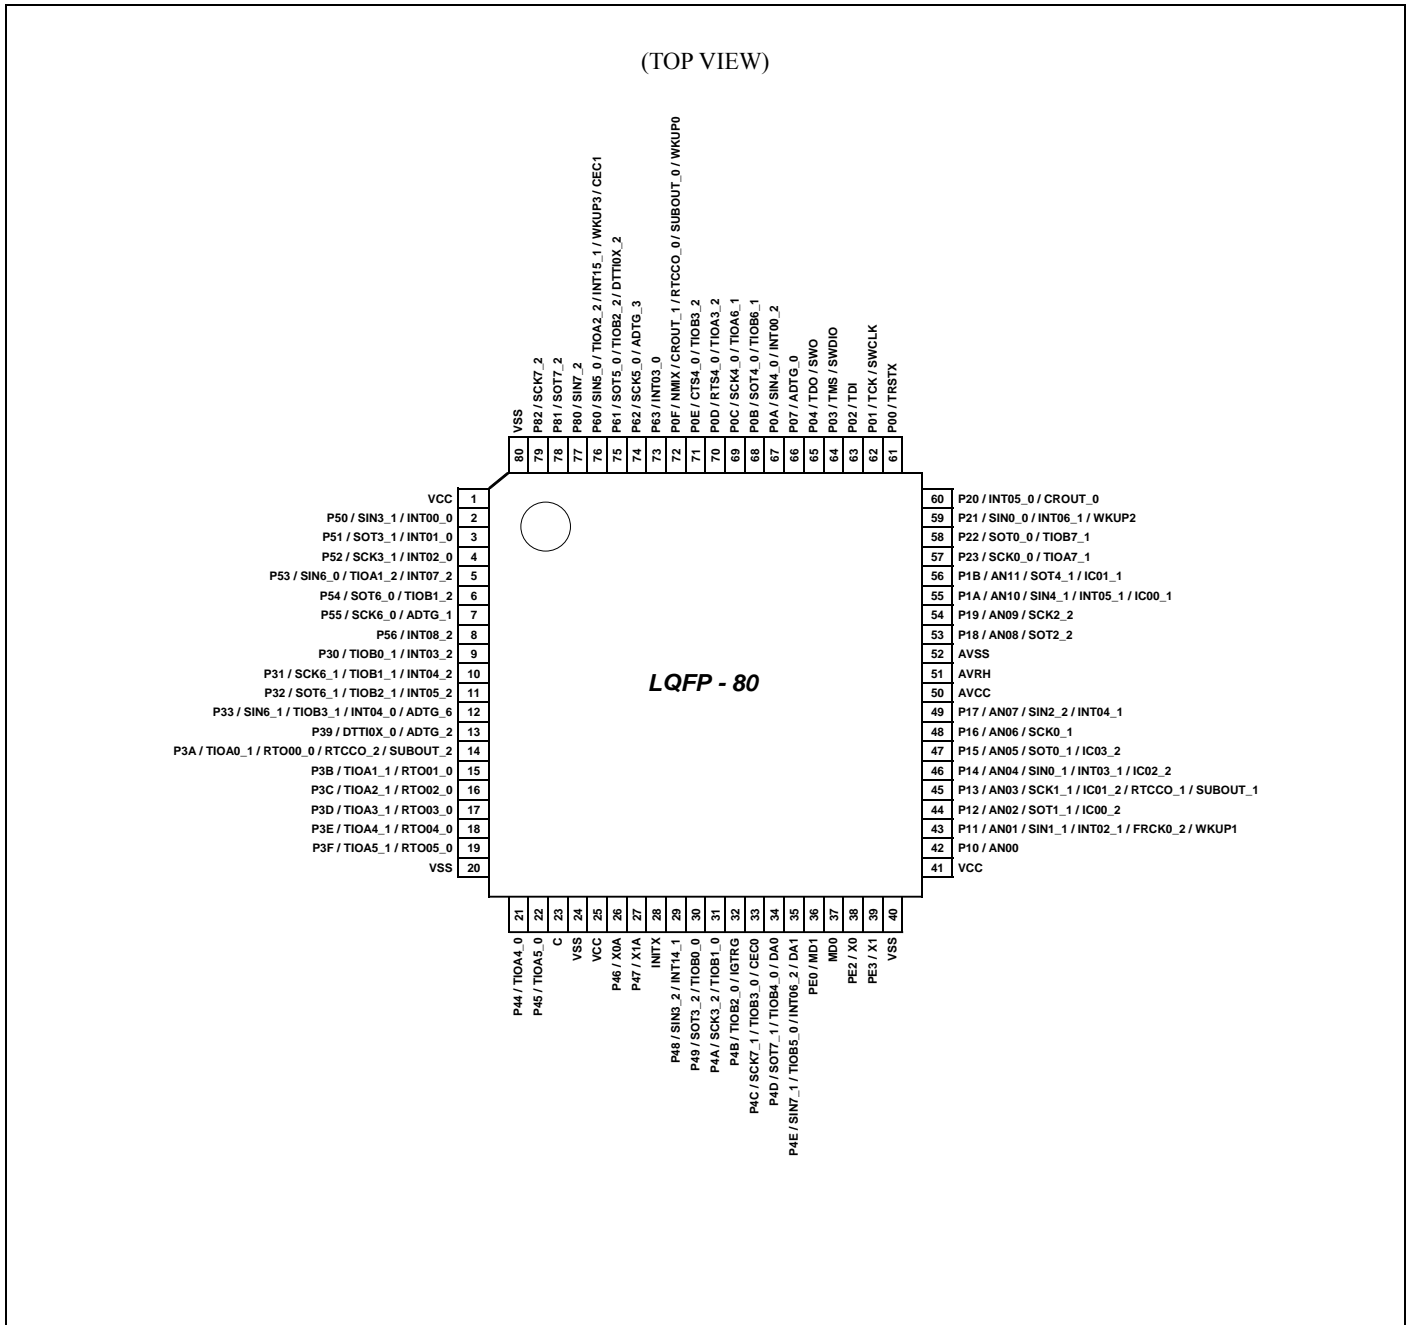 (TOP VIEW)
VSS
P82 / SCK7_2
P81 / SOT7_2
P80 / SIN7_2
P60 / SIN5_0 / TIOA2_2 / INT15_1 / WKUP3 / CEC1
P61 / SOT5_0 / TIOB2_2 / DTTI0X_2
P62 / SCK5_0 / ADTG_3
P63 / INT03_0
P0F / NMIX / CROUT_1 / RTCCO_0 / SUBOUT_0 / WKUP0
P0E / CTS4_0 / TIOB3_2
P0D / RTS4_0 / TIOA3_2
P0C / SCK4_0 / TIOA6_1
P0B / SOT4_0 / TIOB6_1
P0A / SIN4_0 / INT00_2
P07 / ADTG_0
P04 / TDO / SWO
P03 / TMS / SWDIO
P02 / TDI
P01 / TCK / SWCLK
P00 / TRSTX
80 79 78 77 76 75 74 73 72 71 70 69 68 67 66 65 64 63 62 61
VCC 1
P50 / SIN3_1 / INT00_0 2
P51 / SOT3_1 / INT01_0 3
P52 / SCK3_1 / INT02_0 4
P53 / SIN6_0 / TIOA1_2 / INT07_2 5
P54 / SOT6_0 / TIOB1_2 6
P55 / SCK6_0 / ADTG_1 7
P56 / INT08_2 8
P30 / TIOB0_1 / INT03_2 9
P31 / SCK6_1 / TIOB1_1 / INT04_2 10
P32 / SOT6_1 / TIOB2_1 / INT05_2 11
P33 / SIN6_1 / TIOB3_1 / INT04_0 / ADTG_6 12
P39 / DTTI0X_0 / ADTG_2 13
P3A / TIOA0_1 / RTO00_0 / RTCCO_2 / SUBOUT_2 14
P3B / TIOA1_1 / RTO01_0 15
P3C / TIOA2_1 / RTO02_0 16
P3D / TIOA3_1 / RTO03_0 17
P3E / TIOA4_1 / RTO04_0 18
P3F / TIOA5_1 / RTO05_0 19
VSS 20
LQFP - 80
60 P20 / INT05_0 / CROUT_0
59 P21 / SIN0_0 / INT06_1 / WKUP2
58 P22 / SOT0_0 / TIOB7_1
57 P23 / SCK0_0 / TIOA7_1
56 P1B / AN11 / SOT4_1 / IC01_1
55 P1A / AN10 / SIN4_1 / INT05_1 / IC00_1
54 P19 / AN09 / SCK2_2
53 P18 / AN08 / SOT2_2
52 AVSS
51 AVRH
50 AVCC
49 P17 / AN07 / SIN2_2 / INT04_1
48 P16 / AN06 / SCK0_1
47 P15 / AN05 / SOT0_1 / IC03_2
46 P14 / AN04 / SIN0_1 / INT03_1 / IC02_2
45 P13 / AN03 / SCK1_1 / IC01_2 / RTCCO_1 / SUBOUT_1
44 P12 / AN02 / SOT1_1 / IC00_2
43 P11 / AN01 / SIN1_1 / INT02_1 / FRCK0_2 / WKUP1
42 P10 / AN00
41 VCC
21 22 23 24 25 26 27 28 29 30 31 32 33 34 35 36 37 38 39 40
P44 / TIOA4_0
P45 / TIOA5_0
C
VSS
VCC
P46 / X0A
P47 / X1A
INITX
P48 / SIN3_2 / INT14_1
P49 / SOT3_2 / TIOB0_0
P4A / SCK3_2 / TIOB1_0
P4B / TIOB2_0 / IGTRG
P4C / SCK7_1 / TIOB3_0 / CEC0
P4D / SOT7_1 / TIOB4_0 / DA0
P4E / SIN7_1 / TIOB5_0 / INT06_2 / DA1
PE0 / MD1
MD0
PE2 / X0
PE3 / X1
VSS